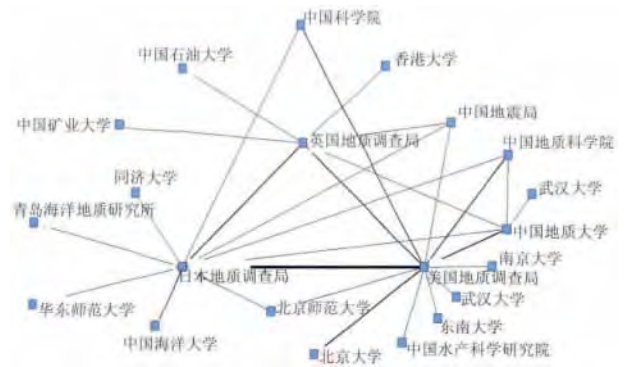 中国科学院
中国石油大学
香港大学
中国地震局
中国矿业大学
英国地质调查局
中国地质科学院
同济大学
武汉大学
青岛海洋地质研究所
中国地质大学
南京大学
日本地质调查局
美国地质调查局
武汉大学
华东师范大学
北京师范大学
东南大学
中国海洋大学
中国水产科学研究院
北京大学